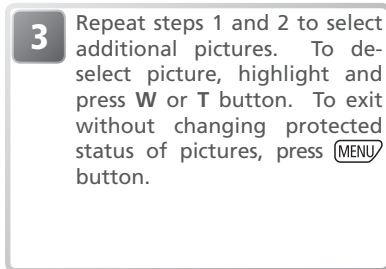 3
Repeat steps 1 and 2 to select
additional pictures. To de-
select picture, highlight and
press W or T button. To exit
without changing protected
status of pictures, press MENU
button.